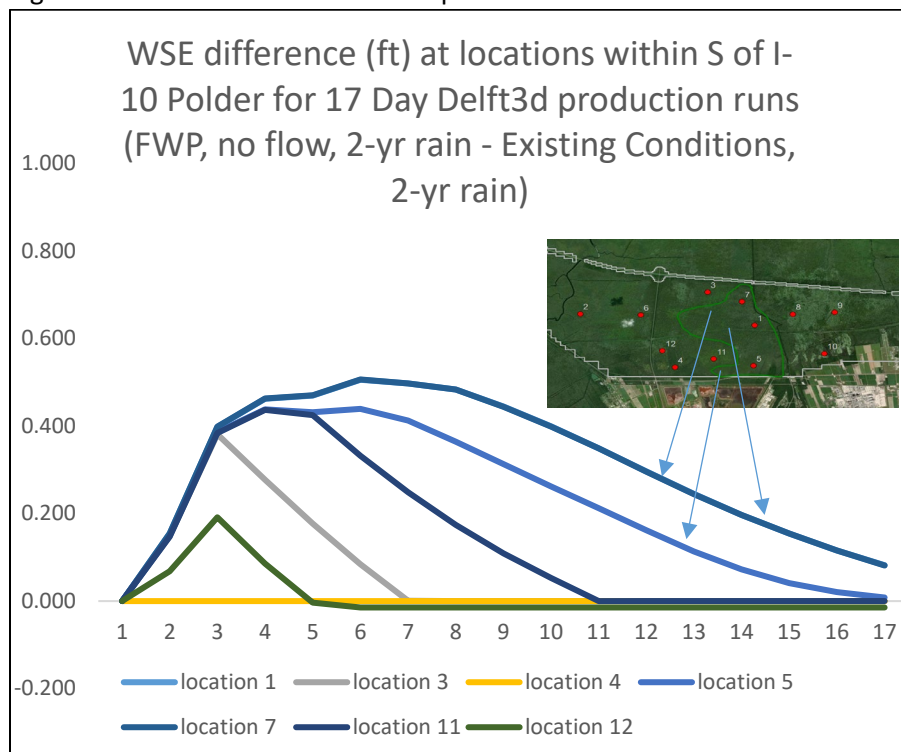 WSE difference (ft) at locations within S of I-
10 Polder for 17 Day Delft3d production runs
(FWP, no flow, 2-yr rain - Existing Conditions,
2-yr rain)
1.000
0.800
0.600
0.400
0.200
0.000
-0.200
3
7
2
6
1
8
9
12
4
11
5
10
1 2 3 4 5 6 7 8 9 10 11 12 13 14 15 16 17
location 1 location 3 location 4 location 5
location 7 location 11 location 12